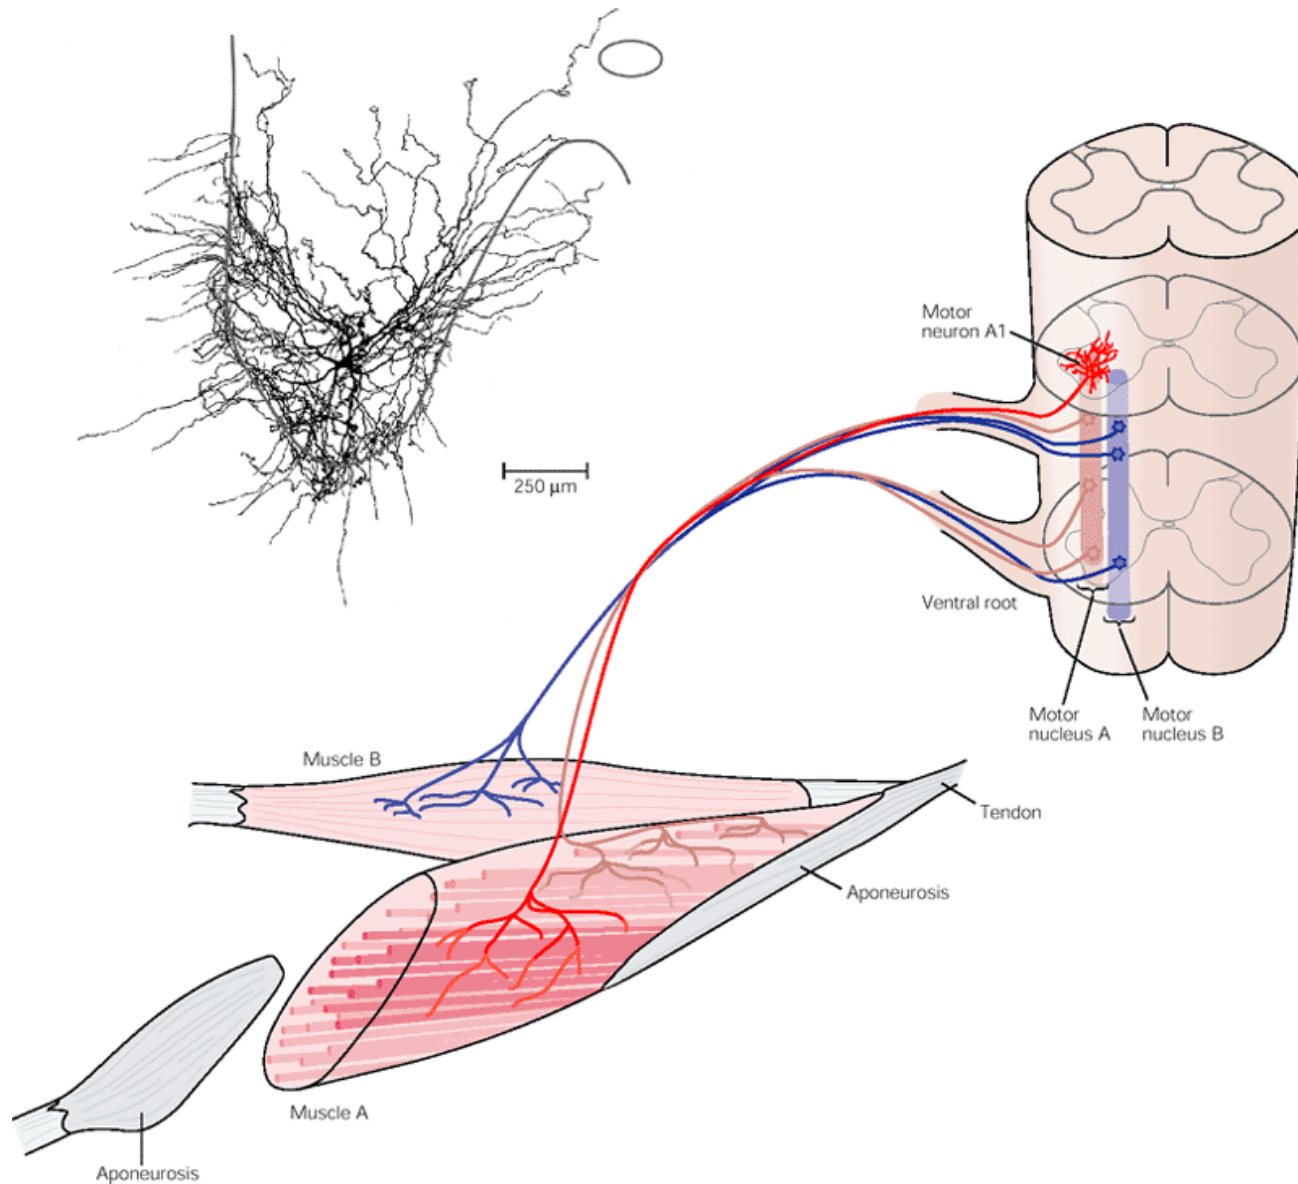 Motor
neuron A1
250 μm
Ventral root
Motor
nucleus A
Motor
nucleus B
Muscle B
Tendon
Aponeurosis
Muscle A
Aponeurosis